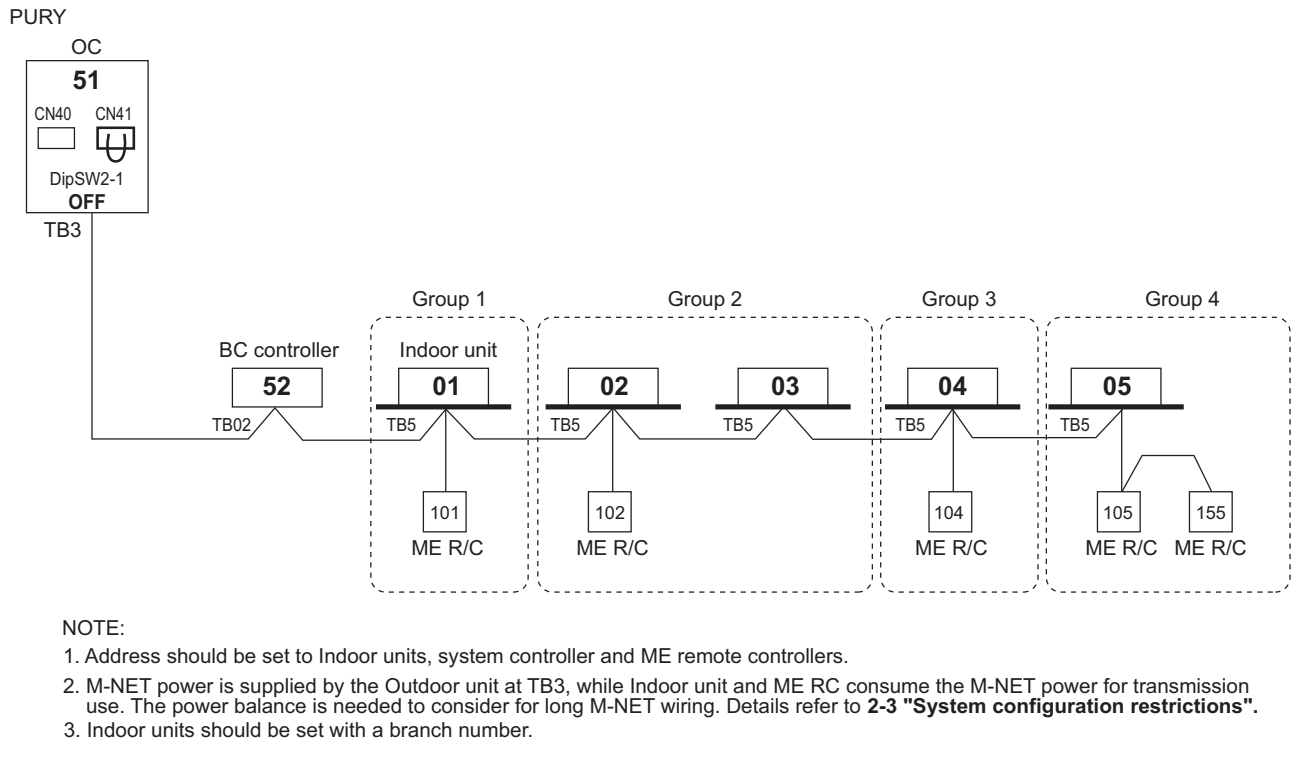 PURY
OC
51
CN40 CN41
DipSW2-1
OFF
TB3
Group 1 Group 2 Group 3 Group 4
BC controller Indoor unit
52 01 02 03 04 05
TB02 TB5 TB5 TB5 TB5 TB5
101 102 104 105 155
ME R/C ME R/C ME R/C ME R/C ME R/C
NOTE:
1. Address should be set to Indoor units, system controller and ME remote controllers.
2. M-NET power is supplied by the Outdoor unit at TB3, while Indoor unit and ME RC consume the M-NET power for transmission
use. The power balance is needed to consider for long M-NET wiring. Details refer to 2-3 "System configuration restrictions".
3. Indoor units should be set with a branch number.